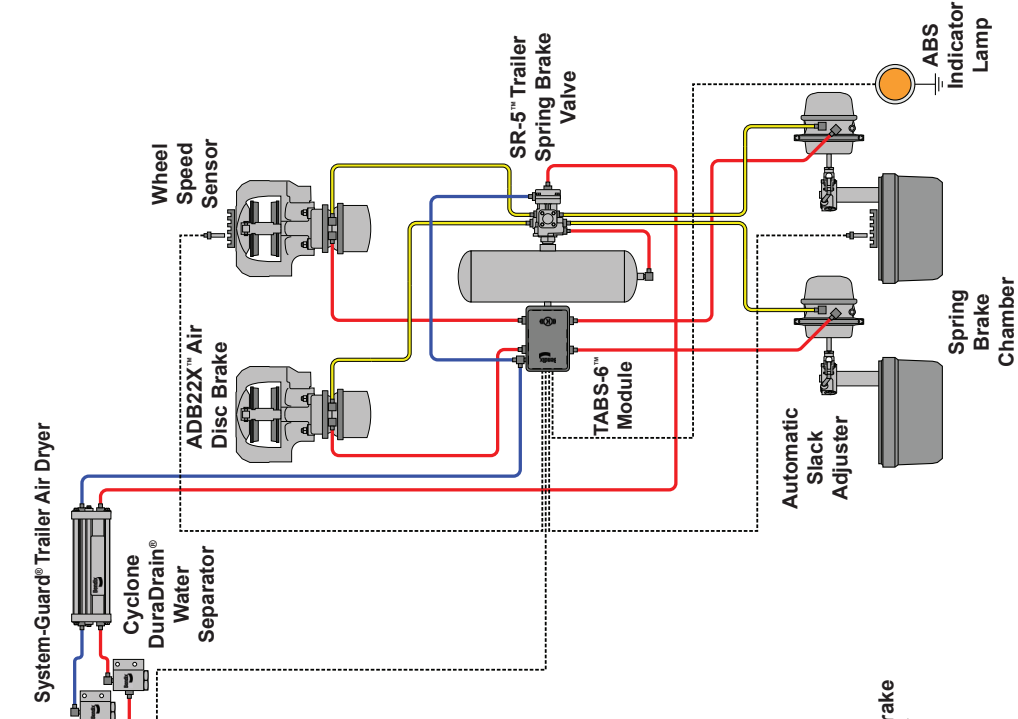 System-Guard® Trailer Air Dryer
Cyclone
DuraDrain®
Water
Separator
Wheel
Speed
Sensor
ADB22X™ Air
Disc Brake
SR-5™ Trailer
Spring Brake
Valve
TABS-6™
Module
ABS
Indicator
Lamp
Automatic
Slack
Adjuster
Spring
Brake
Chamber
rake